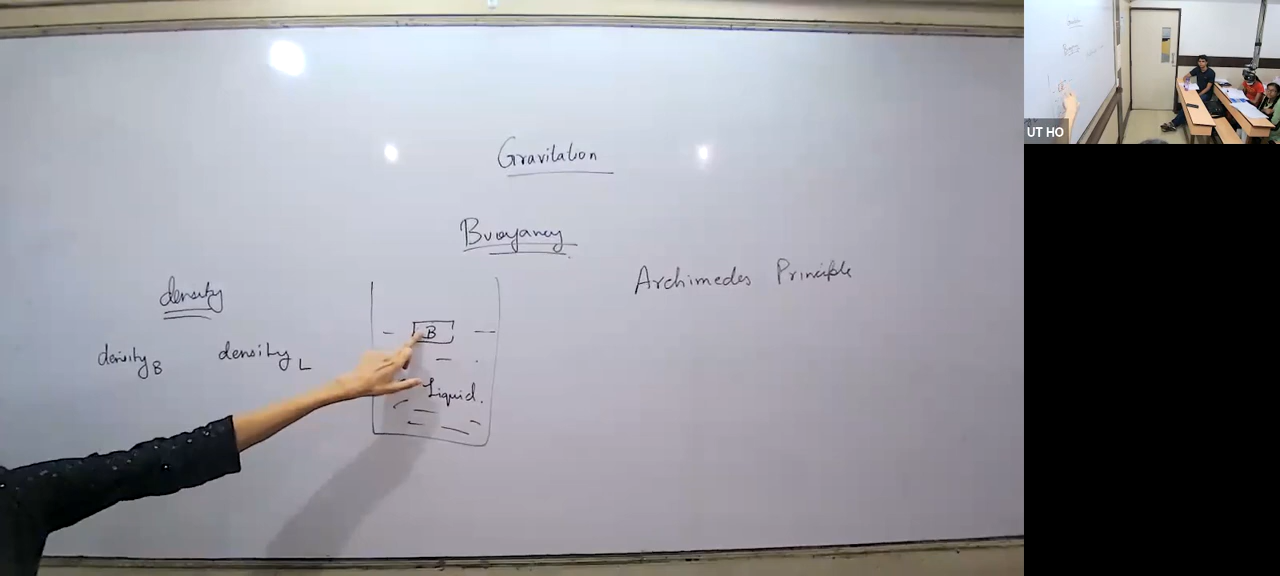 Gravitation
Buoyancy
Archimedes Principle
density
density B
density L
B
Liquid.
UT HO